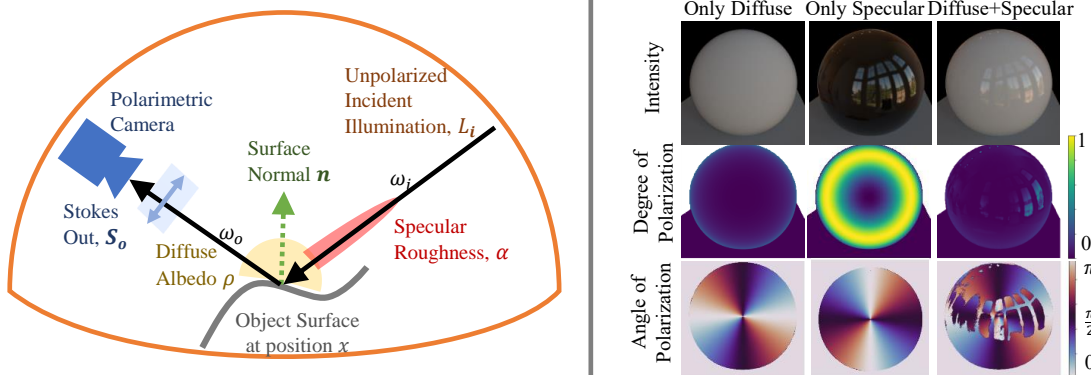 Polarimetric
Camera
Unpolarized
Incident
Illumination, L_i
Surface
Normal n
ω_i
Stokes
Out, S_o
ω_o
Diffuse
Albedo ρ
Specular
Roughness, α
Object Surface
at position x
Only Diffuse Only Specular Diffuse+Specular
Intensity
Degree of
Polarization
1
0
Angle of
Polarization
π
π/2
0